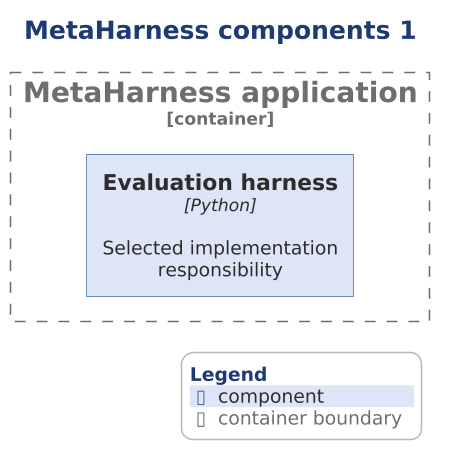 MetaHarness components 1
MetaHarness application
[container]
Evaluation harness
[Python]
Selected implementation
responsibility
Legend
▯ component
▯ container boundary